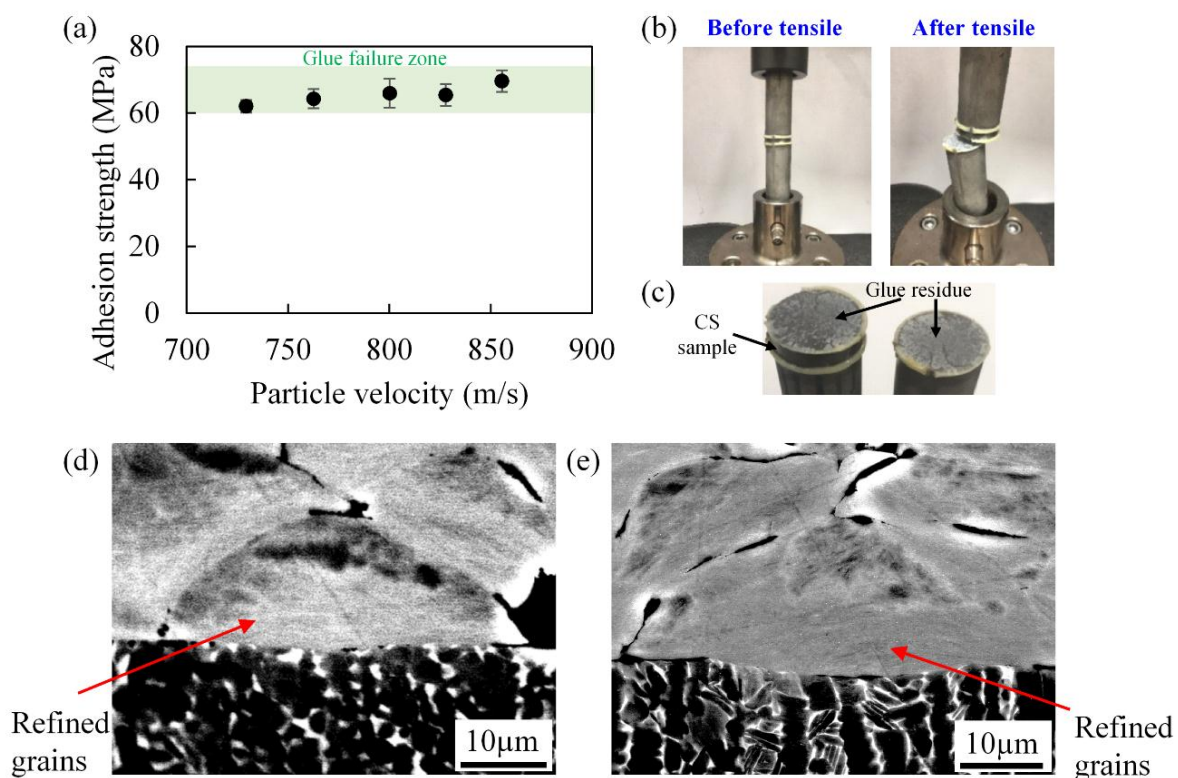 (a)
80
60
40
20
0
Adhesion strength (MPa)
Glue failure zone
700
750
800
850
900
Particle velocity (m/s)
(b)
Before tensile
After tensile
(c)
Glue residue
CS
sample
(d)
Refined
grains
10μm
(e)
10μm
Refined
grains